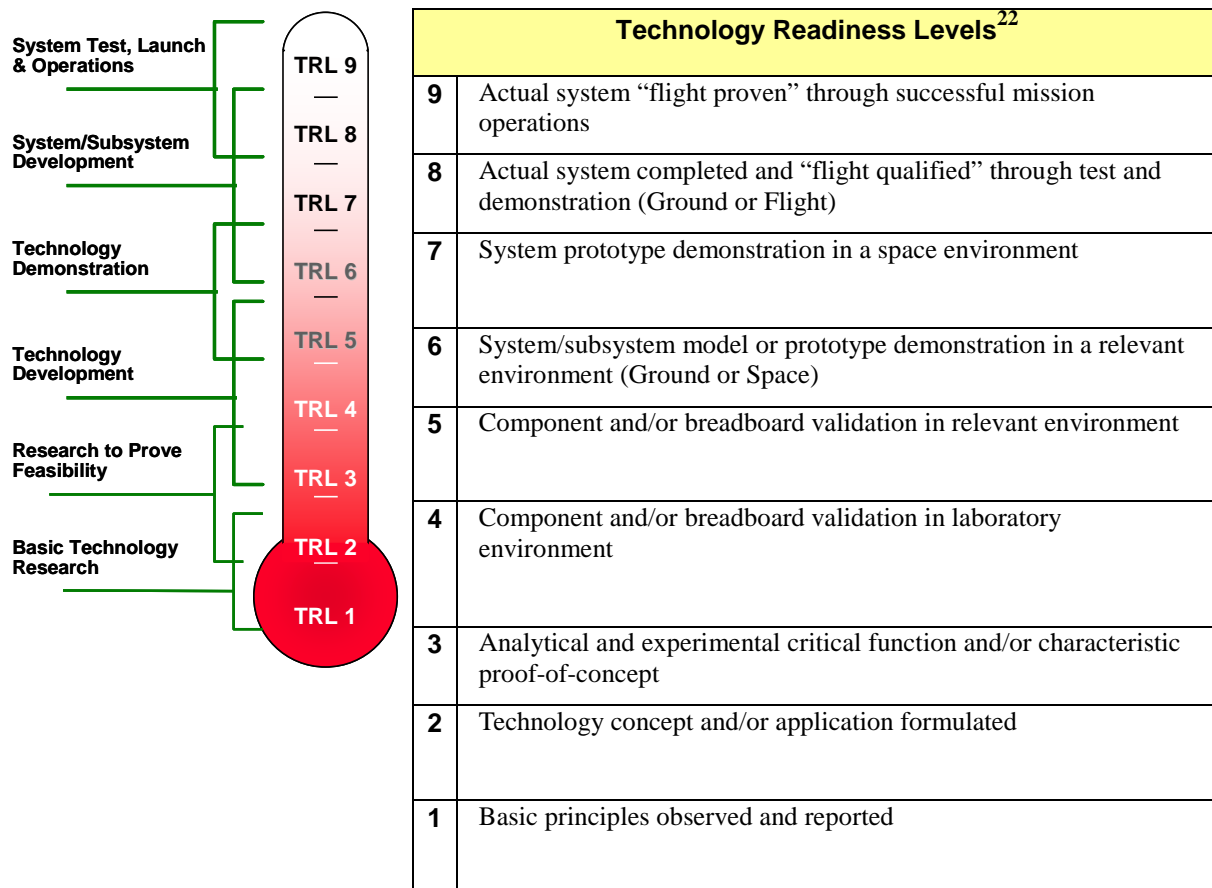 System Test, Launch
& Operations
System/Subsystem
Development
Technology
Demonstration
Technology
Development
Research to Prove
Feasibility
Basic Technology
Research
TRL 9
TRL 8
TRL 7
TRL 6
TRL 5
TRL 4
TRL 3
TRL 2
TRL 1
Technology Readiness Levels22
9 Actual system “flight proven” through successful mission
operations
8 Actual system completed and “flight qualified” through test and
demonstration (Ground or Flight)
7 System prototype demonstration in a space environment
6 System/subsystem model or prototype demonstration in a relevant
environment (Ground or Space)
5 Component and/or breadboard validation in relevant environment
4 Component and/or breadboard validation in laboratory
environment
3 Analytical and experimental critical function and/or characteristic
proof-of-concept
2 Technology concept and/or application formulated
1 Basic principles observed and reported